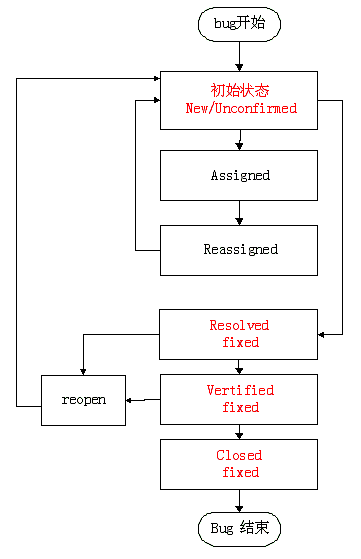 bug开始
初始状态
New/Unconfirmed
Assigned
Reassigned
Resolved
fixed
reopen
Vertified
fixed
Closed
fixed
Bug 结束